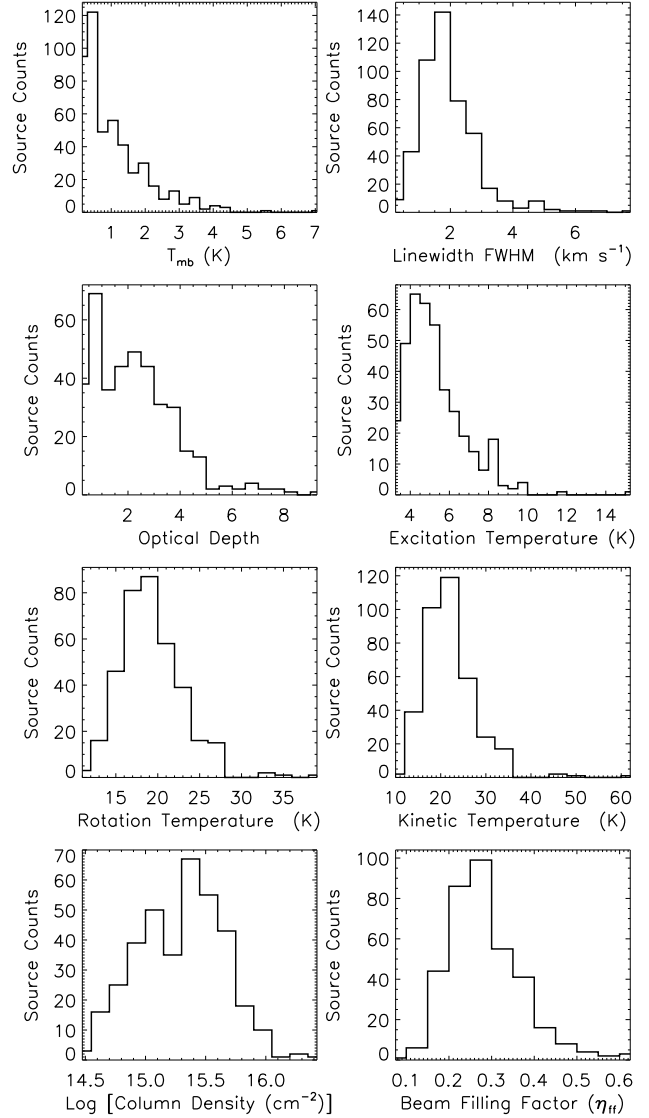 120
100
80
60
40
20
0
Source Counts
1 2 3 4 5 6 7
T_mb (K)
140
120
100
80
60
40
20
0
Source Counts
2 4 6
Linewidth FWHM (km s⁻¹)
60
40
20
0
Source Counts
2 4 6 8
Optical Depth
60
50
40
30
20
10
0
Source Counts
4 6 8 10 12 14
Excitation Temperature (K)
80
60
40
20
0
Source Counts
15 20 25 30 35
Rotation Temperature (K)
120
100
80
60
40
20
0
Source Counts
10 20 30 40 50 60
Kinetic Temperature (K)
70
60
50
40
30
20
10
0
Source Counts
14.5 15.0 15.5 16.0
Log [Column Density (cm⁻²)]
100
80
60
40
20
0
Source Counts
0.1 0.2 0.3 0.4 0.5 0.6
Beam Filling Factor (η_ff)